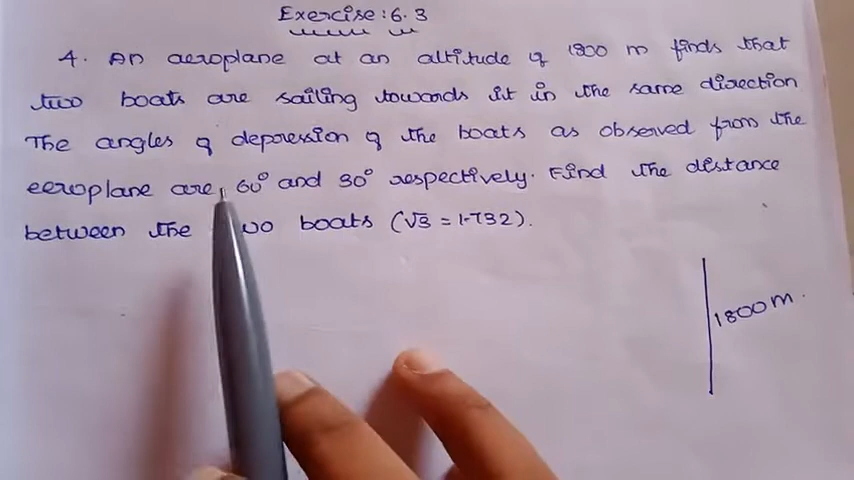 Exercise: 6.3
4. An aeroplane at an altitude of 1800 m finds that
two boats are sailing towards it in the same direction
The angles of depression of the boats as observed from the
eeroplane are 60° and 30° respectively. Find the distance
between the wo boats (√3 = 1.732).
1800 m.